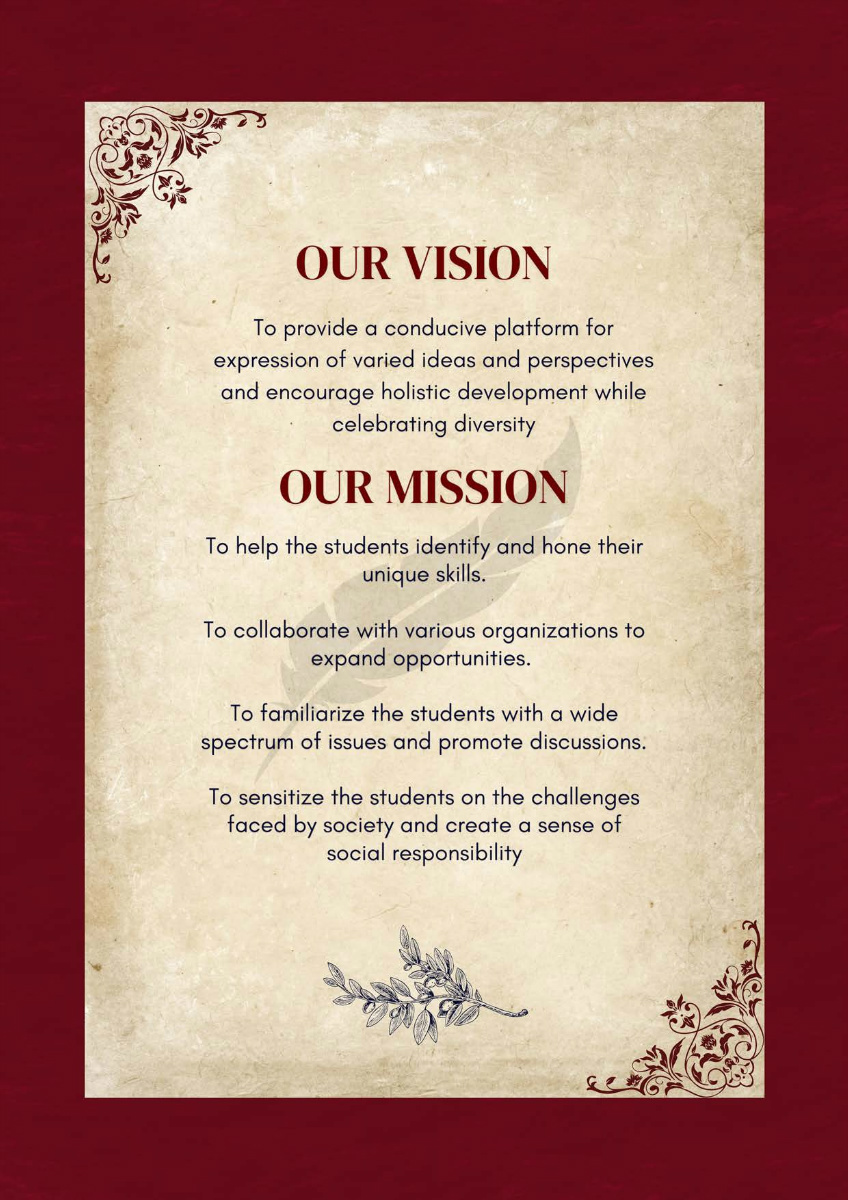 OUR VISION
To provide a conducive platform for
expression of varied ideas and perspectives
and encourage holistic development while
celebrating diversity
OUR MISSION
To help the students identify and hone their
unique skills.
To collaborate with various organizations to
expand opportunities.
To familiarize the students with a wide
spectrum of issues and promote discussions.
To sensitize the students on the challenges
faced by society and create a sense of
social responsibility